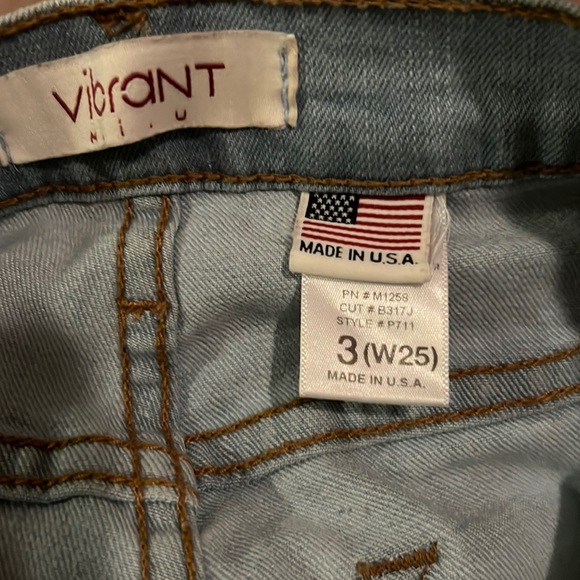 VibrANT
M.i.U
MADE IN U.S.A.
PN # M1258
CUT # B317J
STYLE # P711
3 (W25)
MADE IN U.S.A.